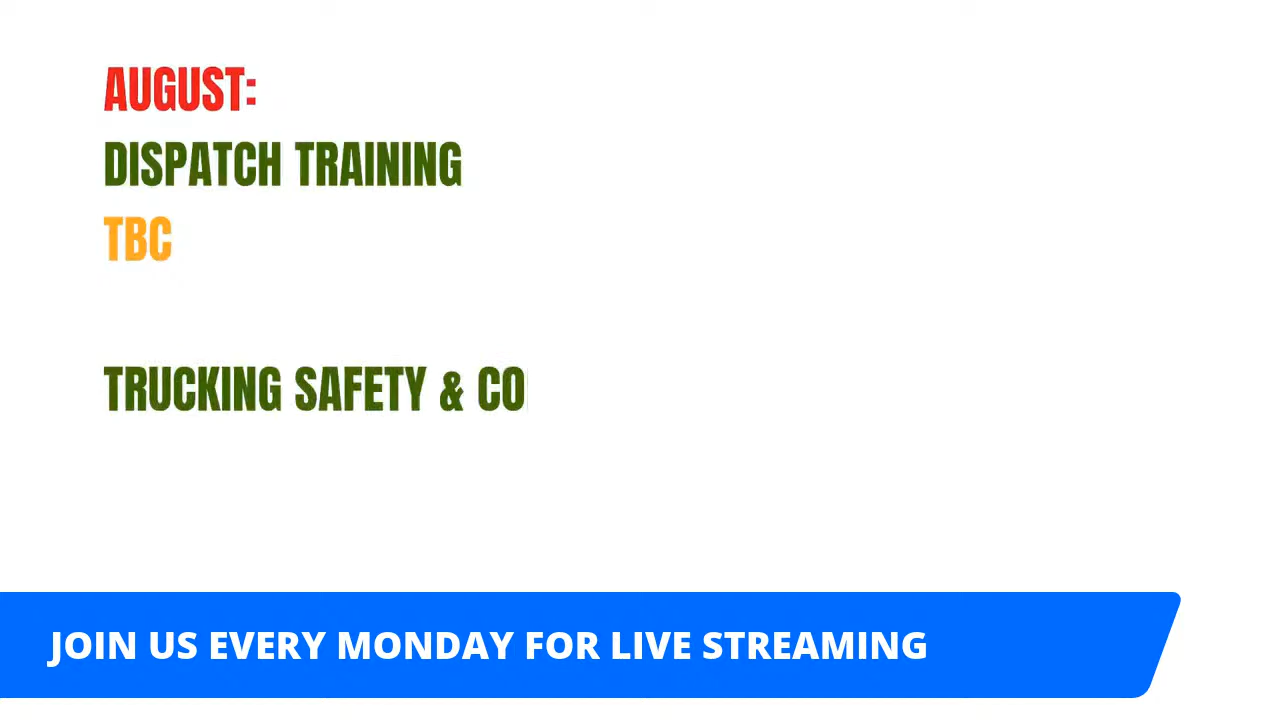 AUGUST:
DISPATCH TRAINING
TBC
TRUCKING SAFETY & CO
JOIN US EVERY MONDAY FOR LIVE STREAMING